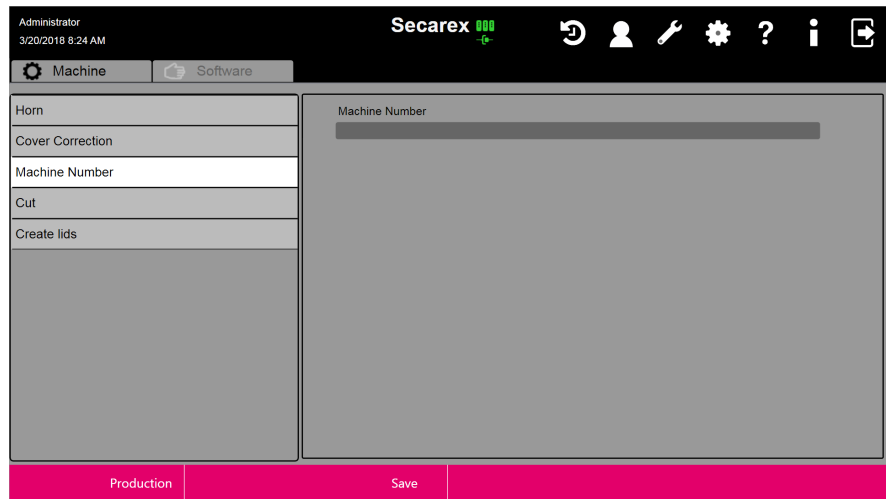 Administrator
3/20/2018 8:24 AM
Secarex
?
Machine
Software
Horn
Cover Correction
Machine Number
Cut
Create lids
Machine Number
Production
Save